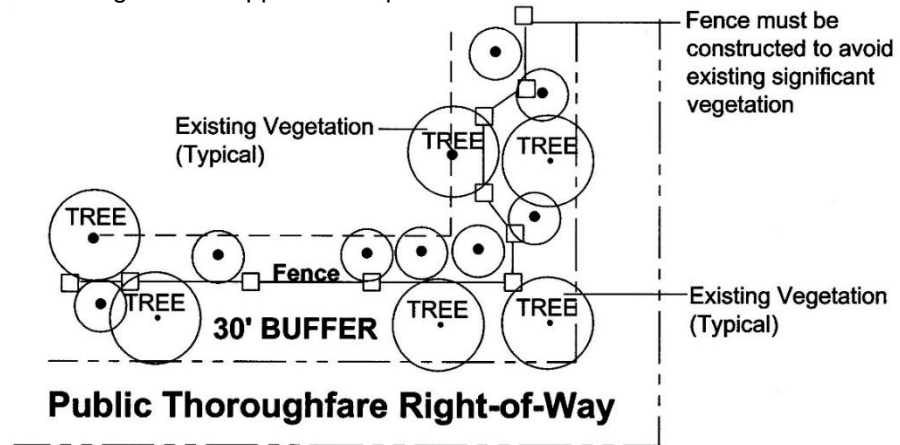 Fence must be
constructed to avoid
existing significant
vegetation
Existing Vegetation
(Typical)
TREE
TREE
TREE
Fence
TREE
TREE
TREE
30' BUFFER
Existing Vegetation
(Typical)
Public Thoroughfare Right-of-Way